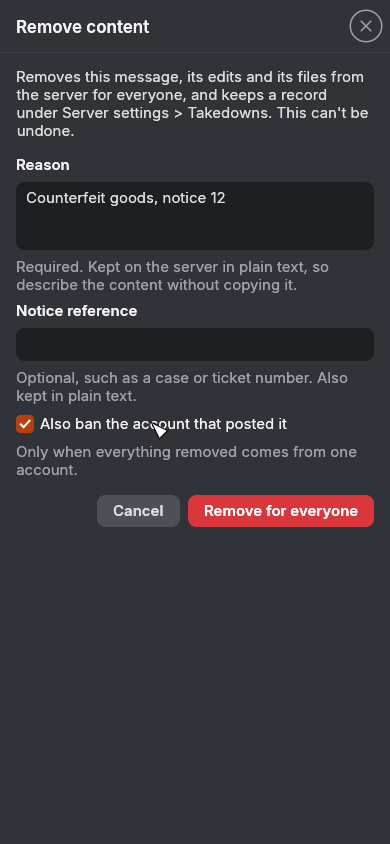 Remove content
Removes this message, its edits and its files from
the server for everyone, and keeps a record
under Server settings > Takedowns. This can't be
undone.
Reason
Counterfeit goods, notice 12
Required. Kept on the server in plain text, so
describe the content without copying it.
Notice reference
Optional, such as a case or ticket number. Also
kept in plain text.
Also ban the account that posted it
Only when everything removed comes from one
account.
Cancel
Remove for everyone